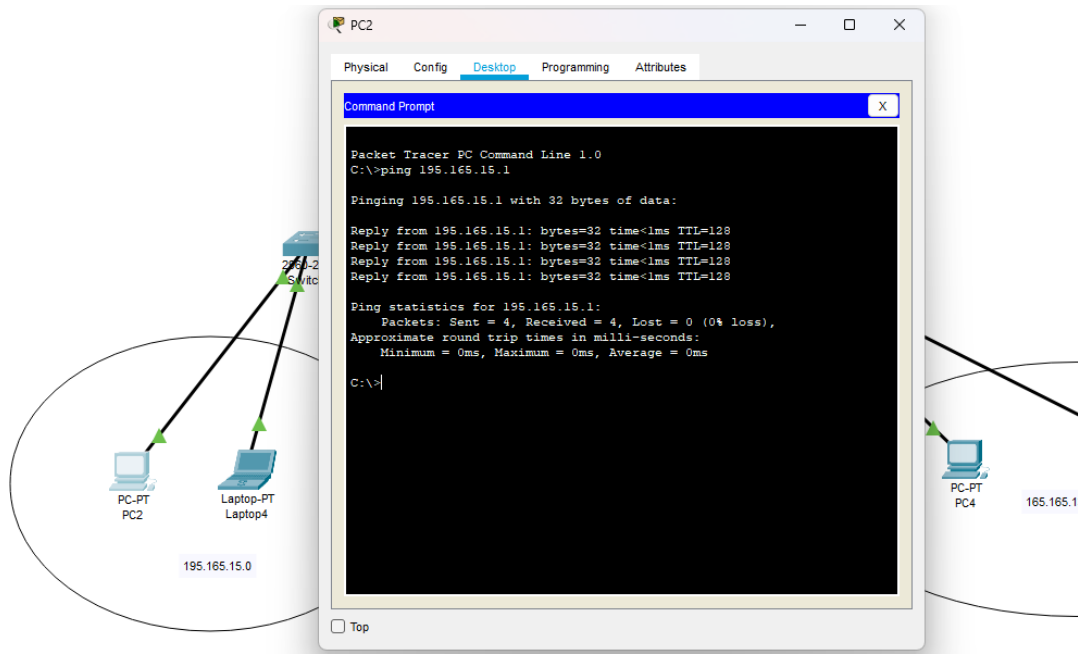 PC2
Physical Config Desktop Programming Attributes
Command Prompt
X
Packet Tracer PC Command Line 1.0
C:\>ping 195.165.15.1
Pinging 195.165.15.1 with 32 bytes of data:
Reply from 195.165.15.1: bytes=32 time<1ms TTL=128
Reply from 195.165.15.1: bytes=32 time<1ms TTL=128
Reply from 195.165.15.1: bytes=32 time<1ms TTL=128
Reply from 195.165.15.1: bytes=32 time<1ms TTL=128
Ping statistics for 195.165.15.1:
Packets: Sent = 4, Received = 4, Lost = 0 (0% loss),
Approximate round trip times in milli-seconds:
Minimum = 0ms, Maximum = 0ms, Average = 0ms
C:\>
Top
PC-PT
PC2
Laptop-PT
Laptop4
195.165.15.0
PC-PT
PC4
165.165.1